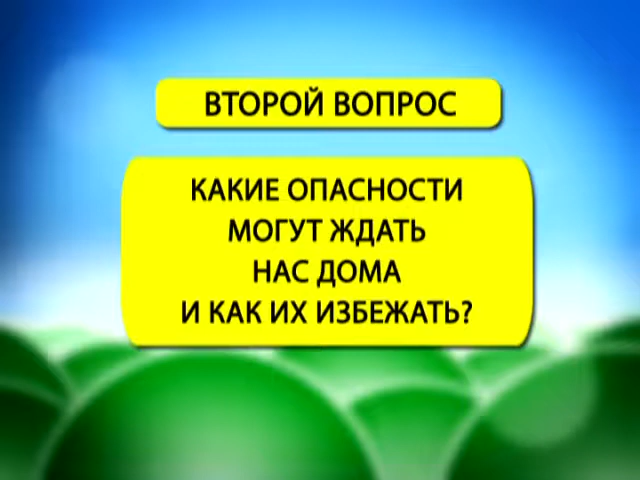 ВТОРОЙ ВОПРОС
КАКИЕ ОПАСНОСТИ
МОГУТ ЖДАТЬ
НАС ДОМА
И КАК ИХ ИЗБЕЖАТЬ?